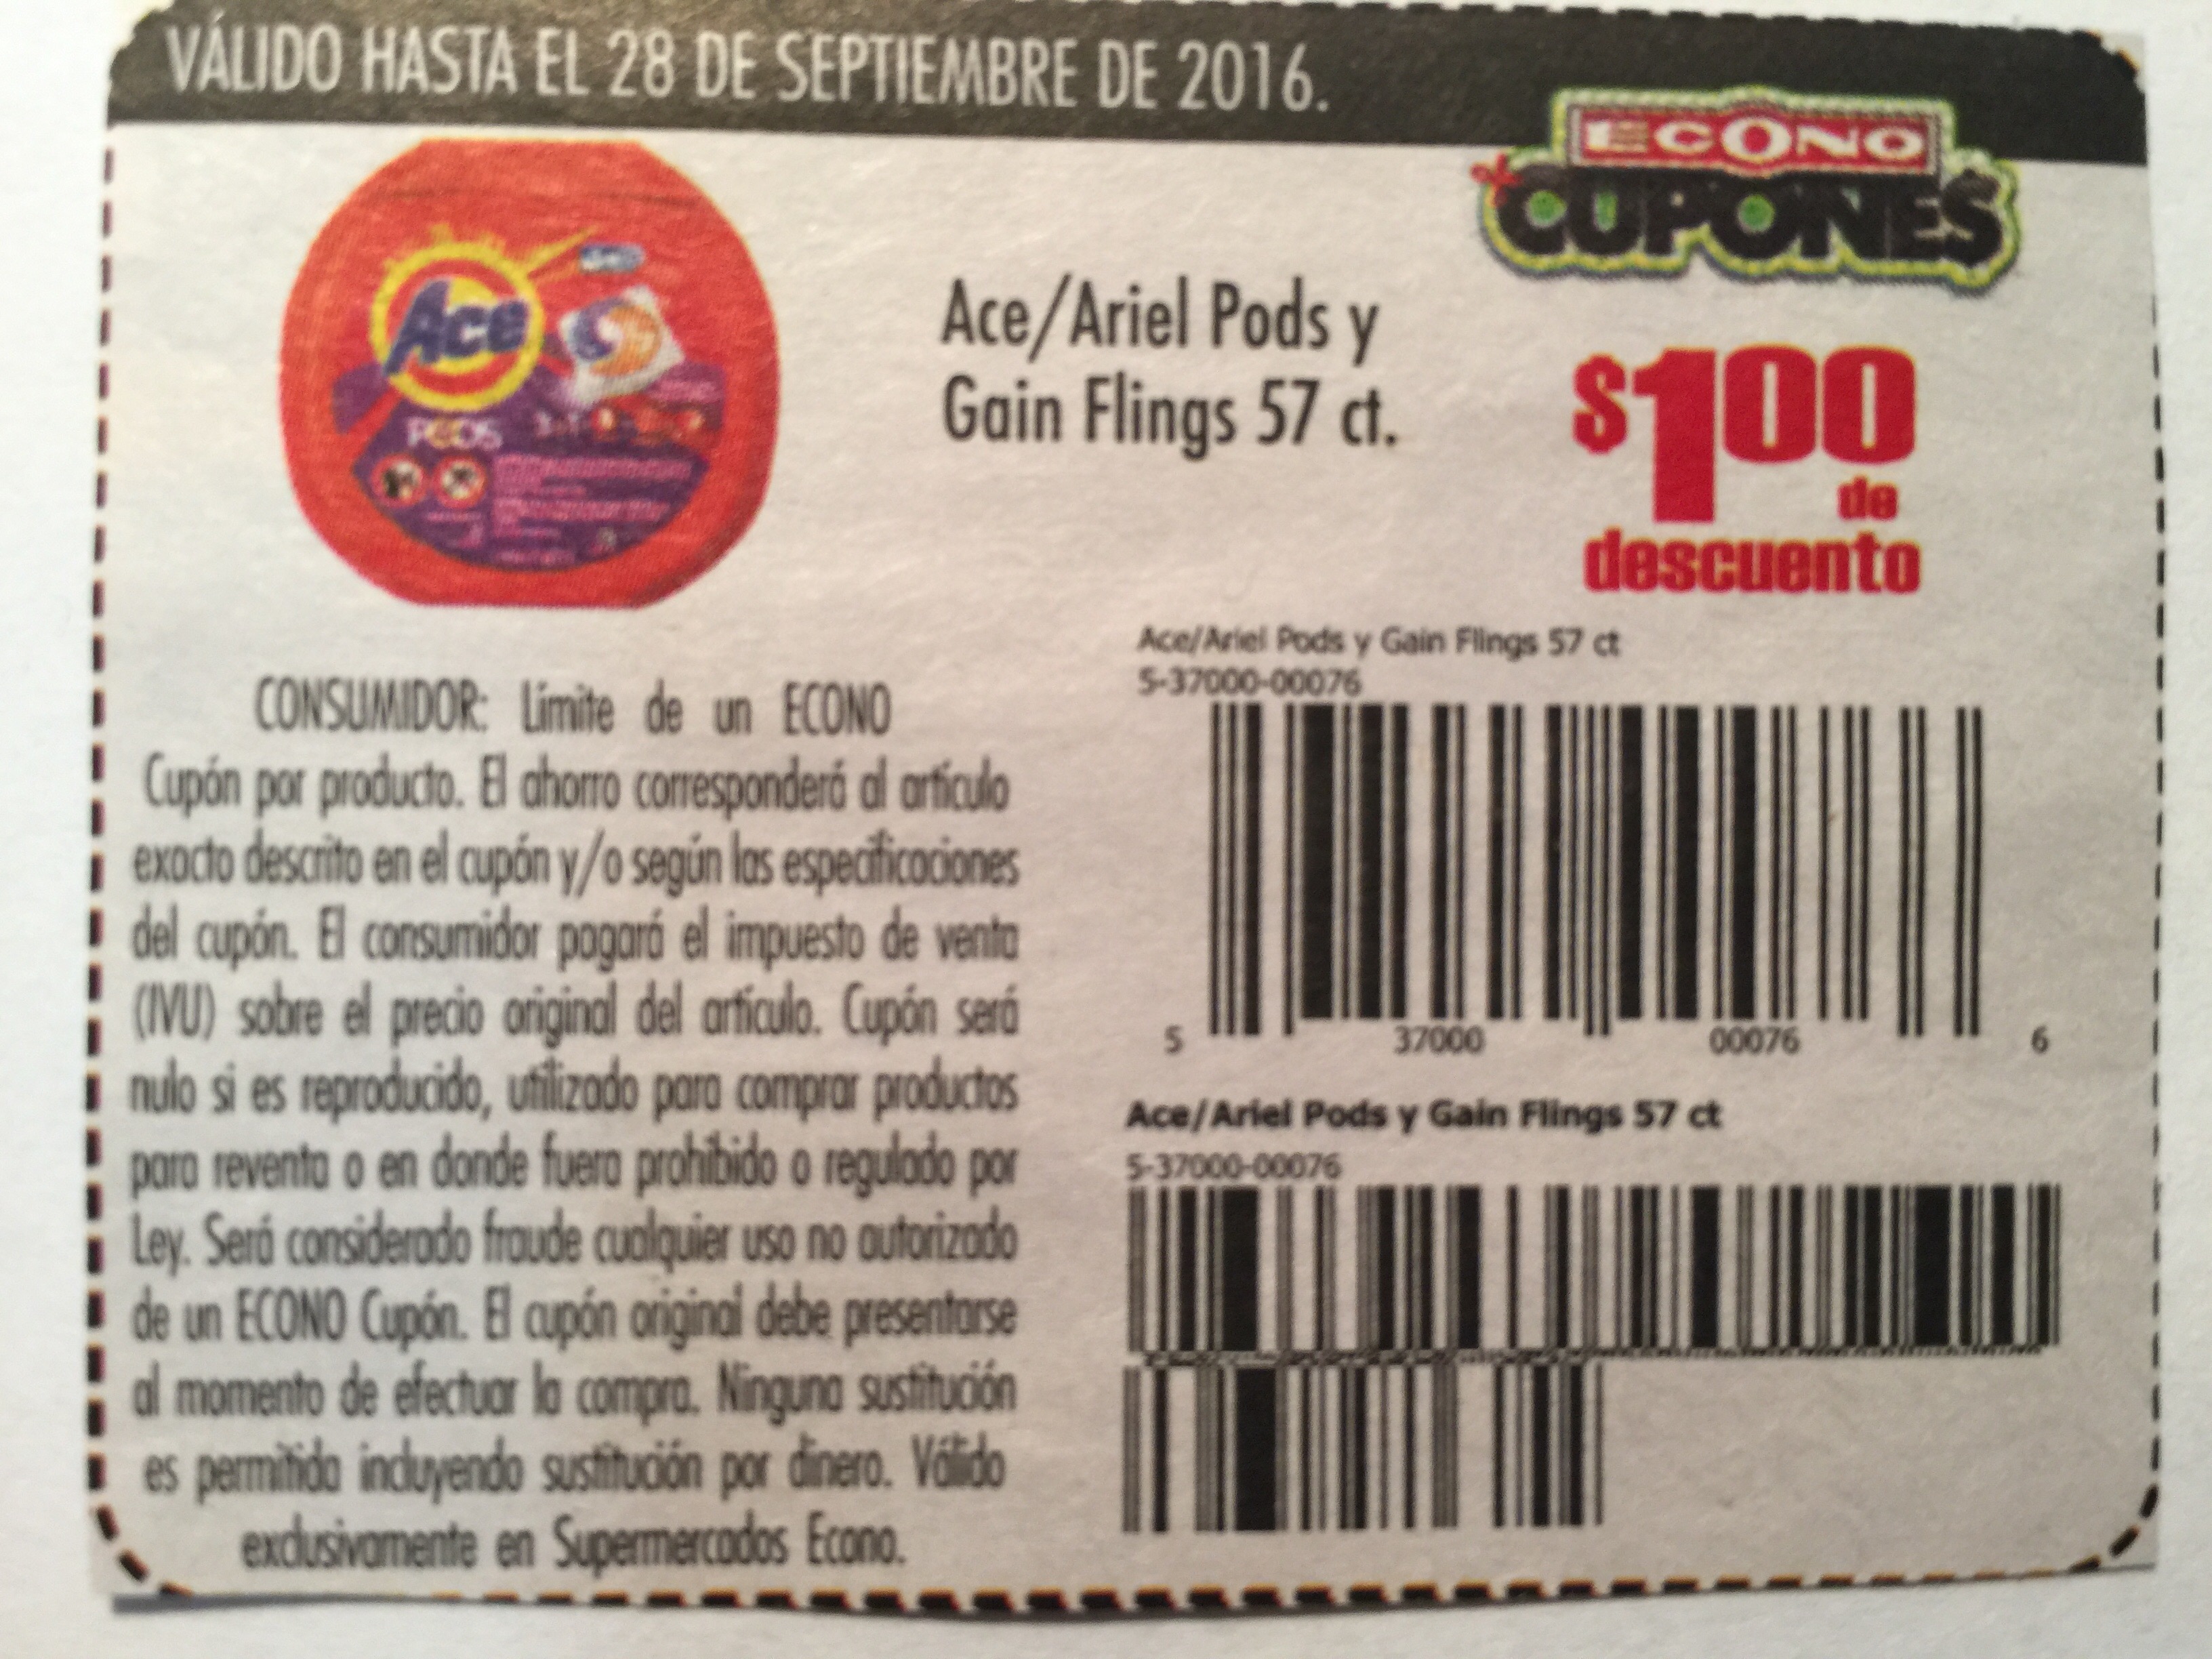 VÁLIDO HASTA EL 28 DE SEPTIEMBRE DE 2016.
ECONO
CUPONES
Ace
PODS
Ace/Ariel Pods y
Gain Flings 57 ct.
$100
de
descuento
CONSUMIDOR: Límite de un ECONO
Cupón por producto. El ahorro corresponderá al artículo
exacto descrito en el cupón y/o según las especificaciones
del cupón. El consumidor pagará el impuesto de venta
(IVU) sobre el precio original del artículo. Cupón será
nulo si es reproducido, utilizado para comprar productos
para reventa o en donde fuera prohibido o regulado por
Ley. Será considerado fraude cualquier uso no autorizado
de un ECONO Cupón. El cupón original debe presentarse
al momento de efectuar la compra. Ninguna sustitución
es permitida incluyendo sustitución por dinero. Válido
exclusivamente en Supermercados Econo.
Ace/Ariel Pods y Gain Flings 57 ct
5-37000-00076
5 37000 00076 6
Ace/Ariel Pods y Gain Flings 57 ct
5-37000-00076